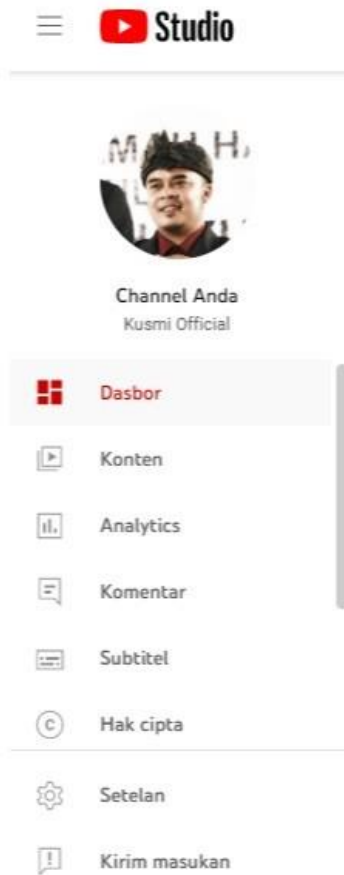 Studio
Channel Anda
Kusmi Official
Dasbor
Konten
Analytics
Komentar
Subtitel
Hak cipta
Setelan
Kirim masukan